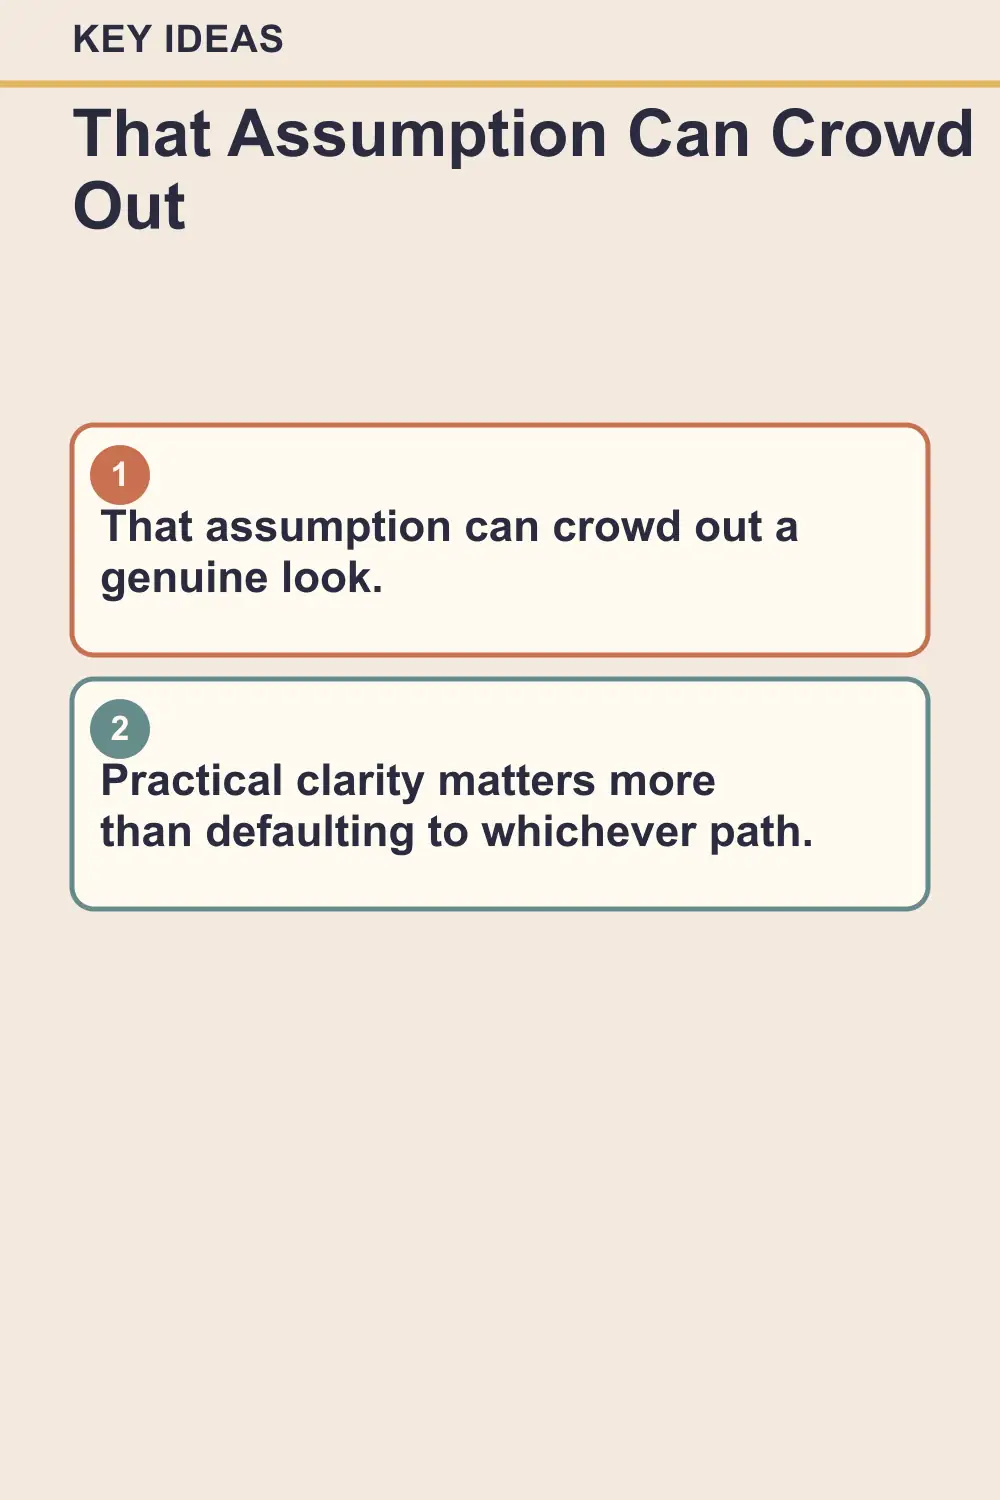 KEY IDEAS
That Assumption Can Crowd
Out
1
That assumption can crowd out a
genuine look.
2
Practical clarity matters more
than defaulting to whichever path.